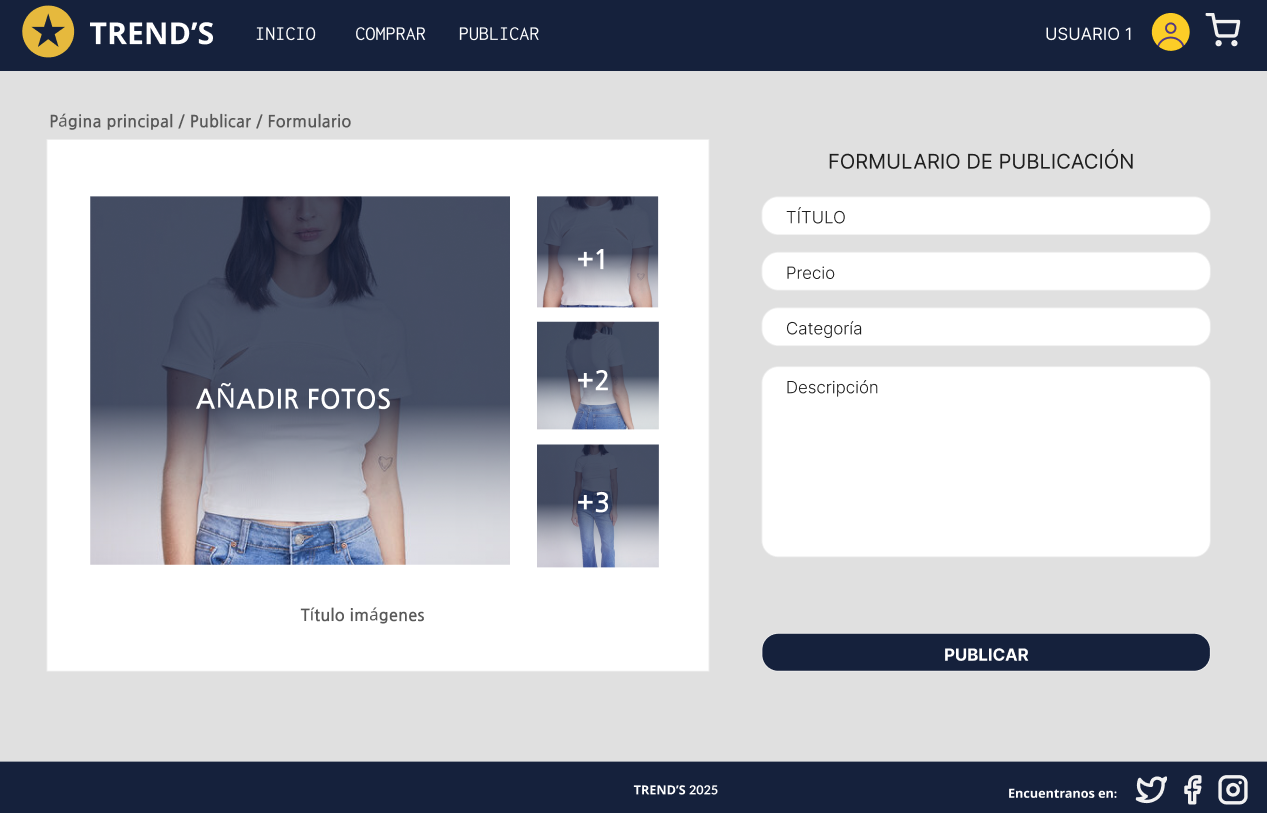 TREND'S
INICIO
COMPRAR
PUBLICAR
USUARIO 1
Página principal / Publicar / Formulario
AÑADIR FOTOS
+1
+2
+3
Título imágenes
FORMULARIO DE PUBLICACIÓN
TÍTULO
Precio
Categoría
Descripción
PUBLICAR
TREND'S 2025
Encuentranos en: